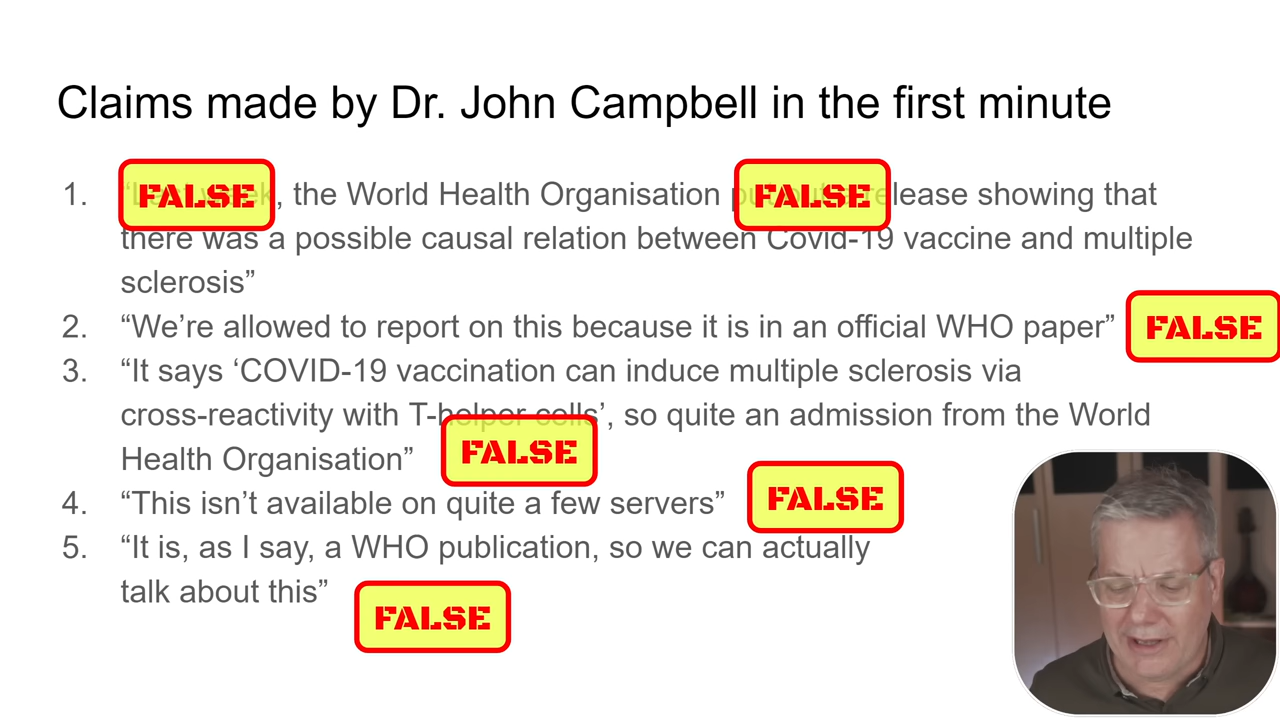 Claims made by Dr. John Campbell in the first minute
1. FALSE, the World Health Organisation FALSE release showing that
there was a possible causal relation between Covid-19 vaccine and multiple
sclerosis”
2. “We’re allowed to report on this because it is in an official WHO paper” FALSE
3. “It says ‘COVID-19 vaccination can induce multiple sclerosis via
cross-reactivity with T-helper cells’, so quite an admission from the World
Health Organisation” FALSE
4. “This isn’t available on quite a few servers” FALSE
5. “It is, as I say, a WHO publication, so we can actually
talk about this” FALSE